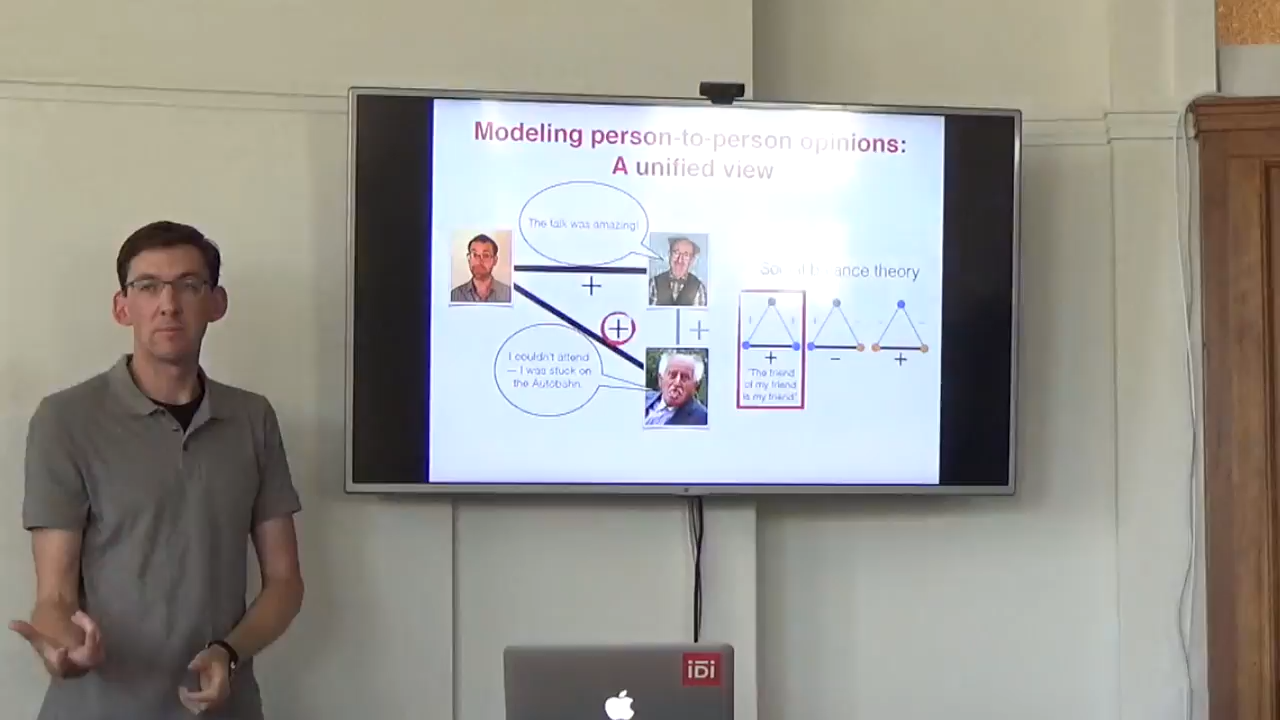 Modeling person-to-person opinions:
A unified view
The talk was amazing!
+
+
+
I couldn't attend
— I was stuck on
the Autobahn.
Social balance theory
+
−
+
"The friend
of my friend
is my friend"
iDi